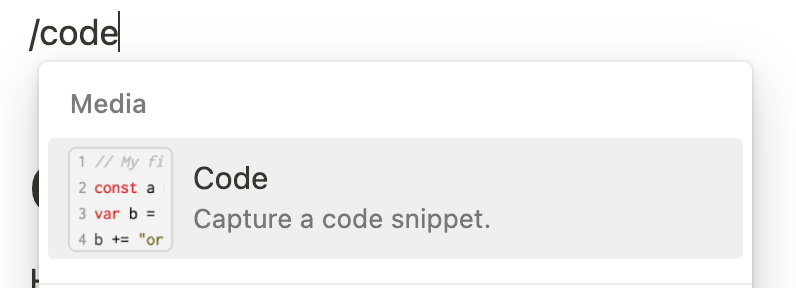 /code
Media
1 // My fi
2 const a
3 var b =
4 b += "or
Code
Capture a code snippet.